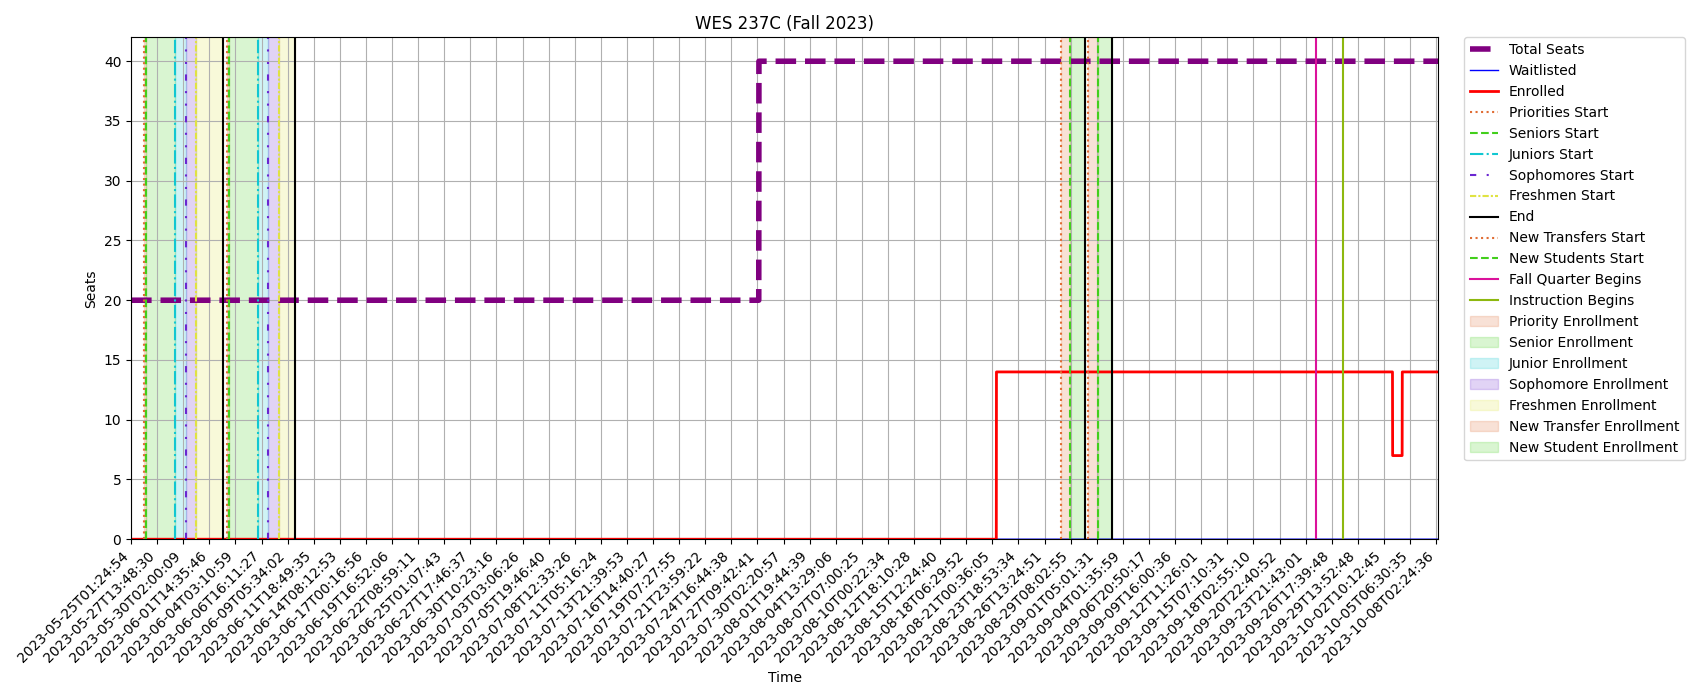 WES 237C (Fall 2023)
Seats
40
35
30
25
20
15
10
5
0
2023-05-25T01:24:54
2023-05-27T13:48:30
2023-05-30T02:00:09
2023-06-01T14:35:46
2023-06-04T03:10:59
2023-06-06T16:11:27
2023-06-09T05:34:02
2023-06-11T18:49:35
2023-06-14T08:12:53
2023-06-17T00:16:56
2023-06-19T16:52:06
2023-06-22T08:59:11
2023-06-25T01:07:43
2023-06-27T17:46:37
2023-06-30T10:23:16
2023-07-03T03:06:26
2023-07-05T19:46:40
2023-07-08T12:33:26
2023-07-11T05:16:24
2023-07-13T21:39:53
2023-07-16T14:40:27
2023-07-19T07:27:55
2023-07-21T23:59:22
2023-07-24T16:44:38
2023-07-27T09:42:41
2023-07-30T02:20:57
2023-08-01T19:44:39
2023-08-04T13:29:06
2023-08-07T07:00:25
2023-08-10T00:22:34
2023-08-12T18:10:28
2023-08-15T12:24:40
2023-08-18T06:29:52
2023-08-21T00:36:05
2023-08-23T18:53:34
2023-08-26T13:24:51
2023-08-29T08:02:55
2023-09-01T05:01:31
2023-09-04T01:35:59
2023-09-06T20:50:17
2023-09-09T16:00:36
2023-09-12T11:26:01
2023-09-15T07:10:31
2023-09-18T02:55:10
2023-09-20T22:40:52
2023-09-23T21:43:01
2023-09-26T17:39:48
2023-09-29T13:52:48
2023-10-02T10:12:45
2023-10-05T06:30:35
2023-10-08T02:24:36
Time
Total Seats
Waitlisted
Enrolled
Priorities Start
Seniors Start
Juniors Start
Sophomores Start
Freshmen Start
End
New Transfers Start
New Students Start
Fall Quarter Begins
Instruction Begins
Priority Enrollment
Senior Enrollment
Junior Enrollment
Sophomore Enrollment
Freshmen Enrollment
New Transfer Enrollment
New Student Enrollment